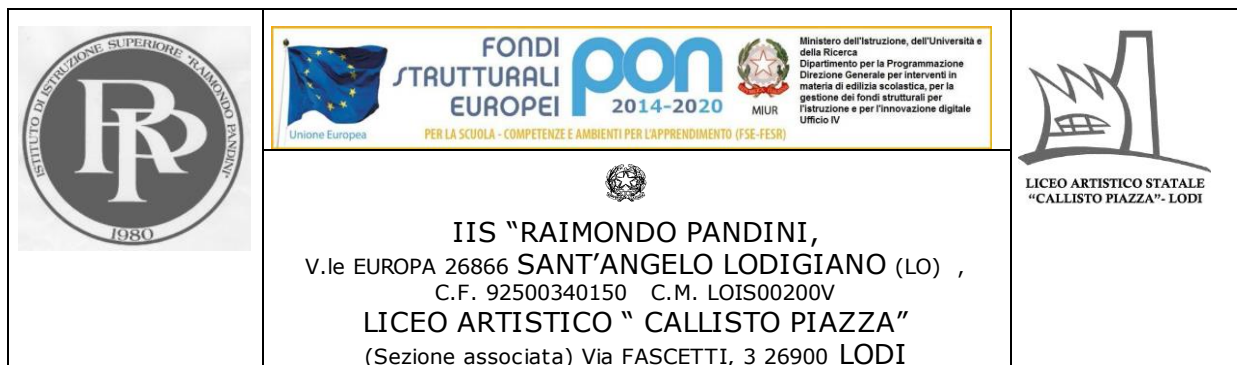 ISTITUTO DI ISTRUZIONE SUPERIORE "RAIMONDO PANDINI"
RP
1980
Unione Europea
FONDI
STRUTTURALI
EUROPEI
pon
2014-2020
MIUR
Ministero dell'Istruzione, dell'Università e
della Ricerca
Dipartimento per la Programmazione
Direzione Generale per interventi in
materia di edilizia scolastica, per la
gestione dei fondi strutturali per
l'istruzione e per l'innovazione digitale
Ufficio IV
PER LA SCUOLA - COMPETENZE E AMBIENTI PER L'APPRENDIMENTO (FSE-FESR)
LICEO ARTISTICO STATALE
"CALLISTO PIAZZA"- LODI
IIS "RAIMONDO PANDINI,
V.le EUROPA 26866 SANT'ANGELO LODIGIANO (LO) ,
C.F. 92500340150 C.M. LOIS00200V
LICEO ARTISTICO " CALLISTO PIAZZA"
(Sezione associata) Via FASCETTI, 3 26900 LODI